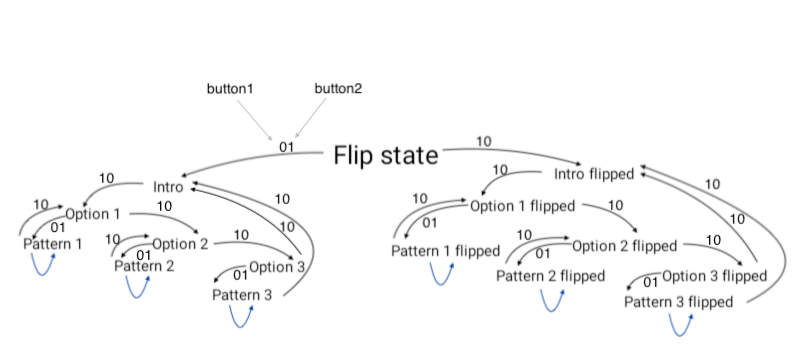 button1 button2
01 Flip state 10
10 Intro 10 Intro flipped
10 10
10 Option 1 10 10 Option 1 flipped 10
01 10 01 10
Pattern 1 10 Option 2 10 Pattern 1 flipped 10 Option 2 flipped 10
01 01
Pattern 2 Option 3 Pattern 2 flipped Option 3 flipped
01 01
Pattern 3 Pattern 3 flipped